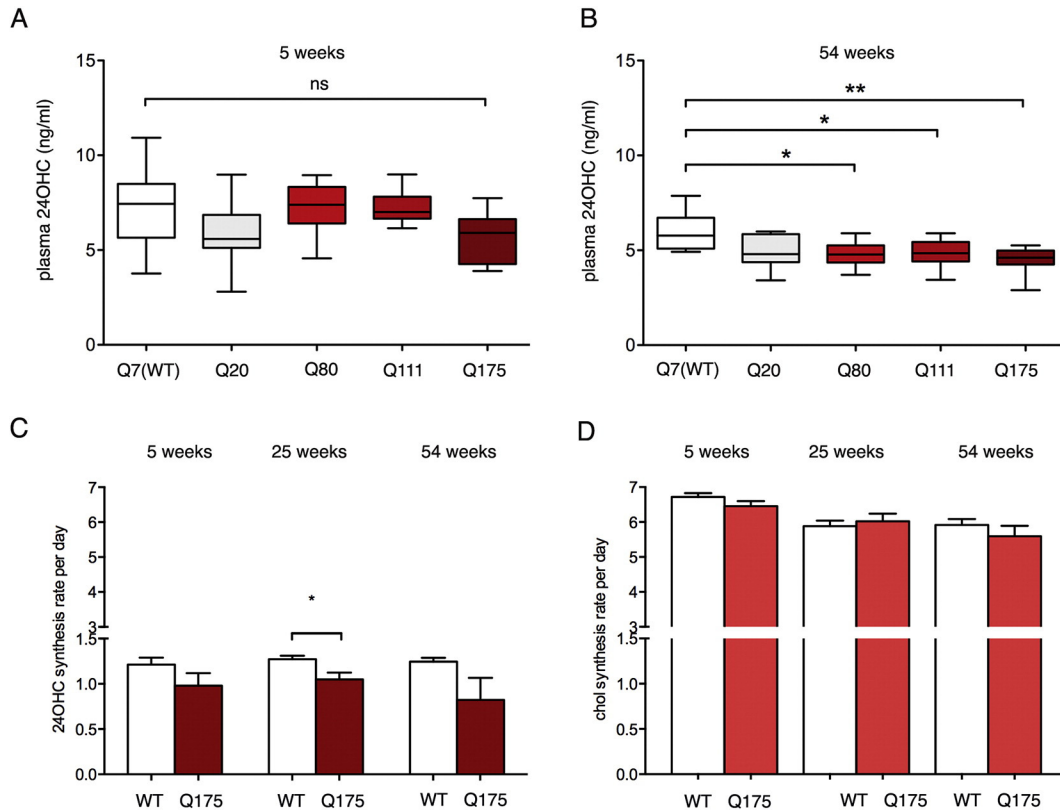 A
5 weeks
15
10
5
0
plasma 24OHC (ng/ml)
ns
Q7(WT) Q20 Q80 Q111 Q175
B
54 weeks
15
10
5
0
plasma 24OHC (ng/ml)
**
*
*
Q7(WT) Q20 Q80 Q111 Q175
C
5 weeks 25 weeks 54 weeks
7
6
5
4
3
1.5
1.0
0.5
0.0
24OHC synthesis rate per day
*
WT Q175 WT Q175 WT Q175
D
5 weeks 25 weeks 54 weeks
7
6
5
4
3
1.5
1.0
0.5
0.0
chol synthesis rate per day
WT Q175 WT Q175 WT Q175